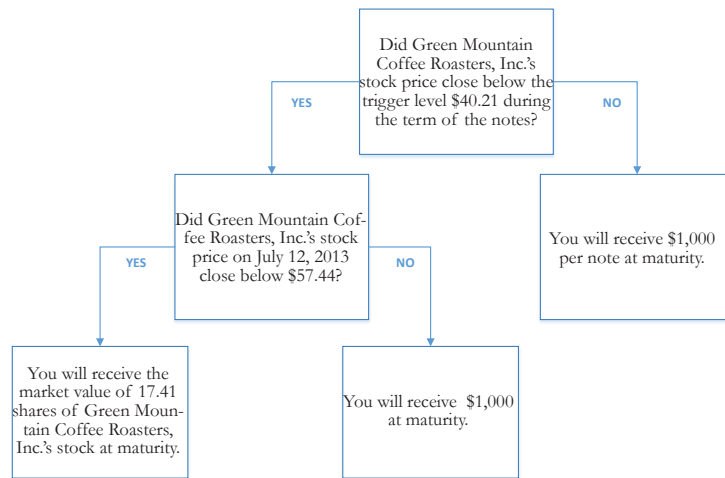 Did Green Mountain
Coffee Roasters, Inc.'s
stock price close below the
trigger level $40.21 during
the term of the notes?
YES
NO
Did Green Mountain Cof-
fee Roasters, Inc.'s stock
price on July 12, 2013
close below $57.44?
You will receive $1,000
per note at maturity.
YES
NO
You will receive the
market value of 17.41
shares of Green Moun-
tain Coffee Roasters,
Inc.'s stock at maturity.
You will receive $1,000
at maturity.